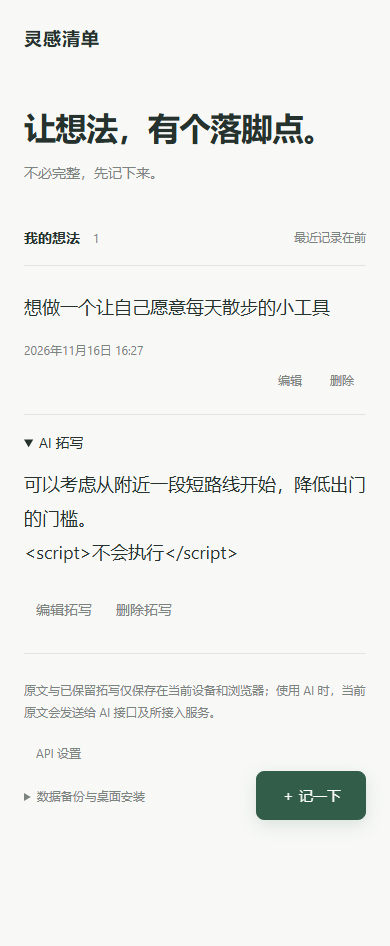 灵感清单
让想法，有个落脚点。
不必完整，先记下来。
我的想法 1 最近记录在前
想做一个让自己愿意每天散步的小工具
2026年11月16日 16:27
编辑 删除
▼ AI 拓写
可以考虑从附近一段短路线开始，降低出门
的门槛。
<script>不会执行</script>
编辑拓写 删除拓写
原文与已保留拓写仅保存在当前设备和浏览器；使用 AI 时，当前
原文会发送给 AI 接口及所接入服务。
API 设置
▶ 数据备份与桌面安装
+ 记一下